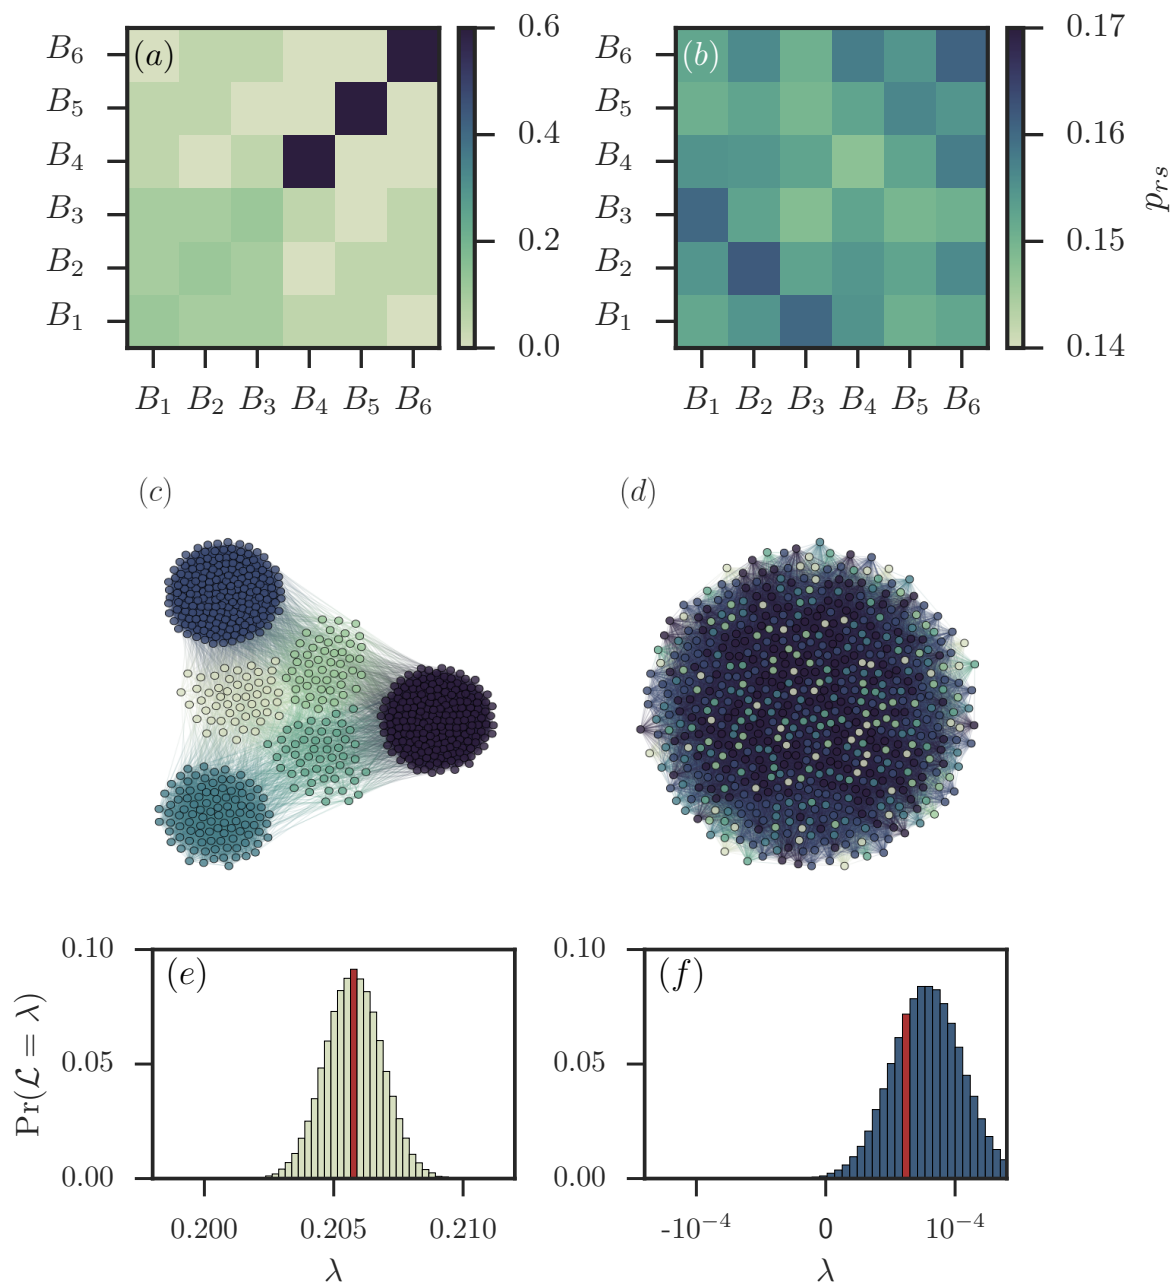 (a)
B6
B5
B4
B3
B2
B1
B1 B2 B3 B4 B5 B6
0.6
0.4
0.2
0.0
(b)
B6
B5
B4
B3
B2
B1
B1 B2 B3 B4 B5 B6
0.17
0.16
0.15
0.14
p_rs
(c)
(d)
(e)
0.10
0.05
0.00
Pr(ℒ = λ)
0.200 0.205 0.210
λ
(f)
0.10
0.05
0.00
-10⁻⁴ 0 10⁻⁴
λ